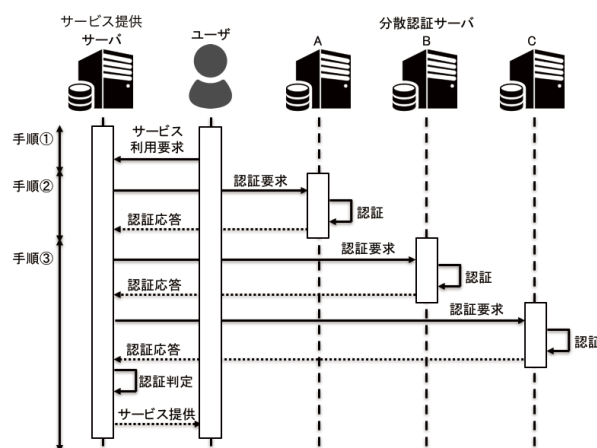 サービス提供
サーバ
ユーザ
分散認証サーバ
A
B
C
手順①
サービス
利用要求
手順②
認証要求
認証
認証応答
手順③
認証要求
認証
認証応答
認証要求
認証
認証応答
認証判定
サービス提供